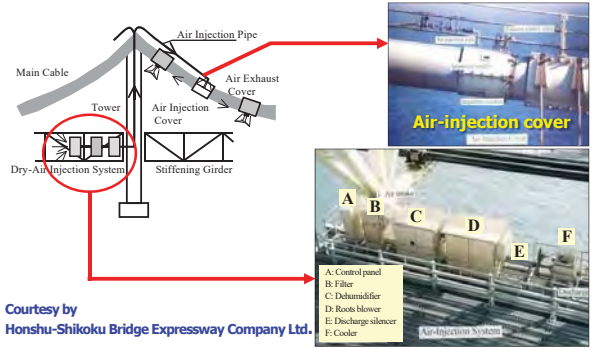 Air Injection Pipe
Main Cable
Air Exhaust
Cover
Tower
Air Injection
Cover
Dry-Air Injection System
Stiffening Girder
Air-injection cover
A
B
C
D
E
F
A: Control panel
B: Filter
C: Dehumidifier
D: Roots blower
E: Discharge silencer
F: Cooler
Air-Injection System
Courtesy by
Honshu-Shikoku Bridge Expressway Company Ltd.